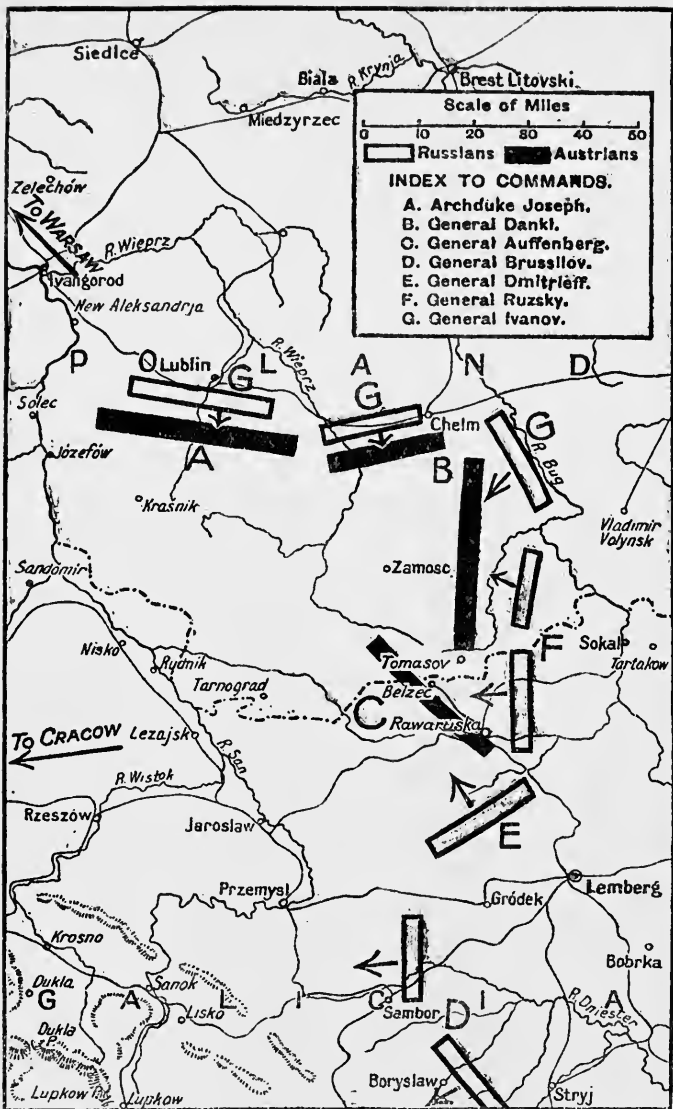 Siedlce
Biala
R. Krynja
Brest Litovski
Miedzyrzec
Scale of Miles
0 10 20 30 40 50
Russians Austrians
INDEX TO COMMANDS.
A. Archduke Joseph.
B. General Dankl.
C. General Auffenberg.
D. General Brussilov.
E. General Dmitrieff.
F. General Ruzsky.
G. General Ivanov.
Zelechów
TO WARSAW
R. Wieprz
Ivangorod
New Aleksandrja
R. Wieprz
P O L A N D
Lublin
G
G
Solec
Chelm
G
R. Bug
Józefów
A
B
Kraśnik
Vladimir
Volynsk
Zamosc
Sandomir
Nisko
Rudnik
Tomasov
F
Sokal
Tartakow
Tarnograd
Belzec
C
Rawaruska
TO CRACOW
Lezajsk
R. San
R. Wistok
Rzeszów
Jaroslaw
E
Przemysl
Gródek
Lemberg
Krosno
Bobrka
Dukla
Sanok
G A L I C I A
Lisko
Sambor
R. Dniester
Dukla
P.
D
Lupkow
Lupkow
Boryslaw
Stryj